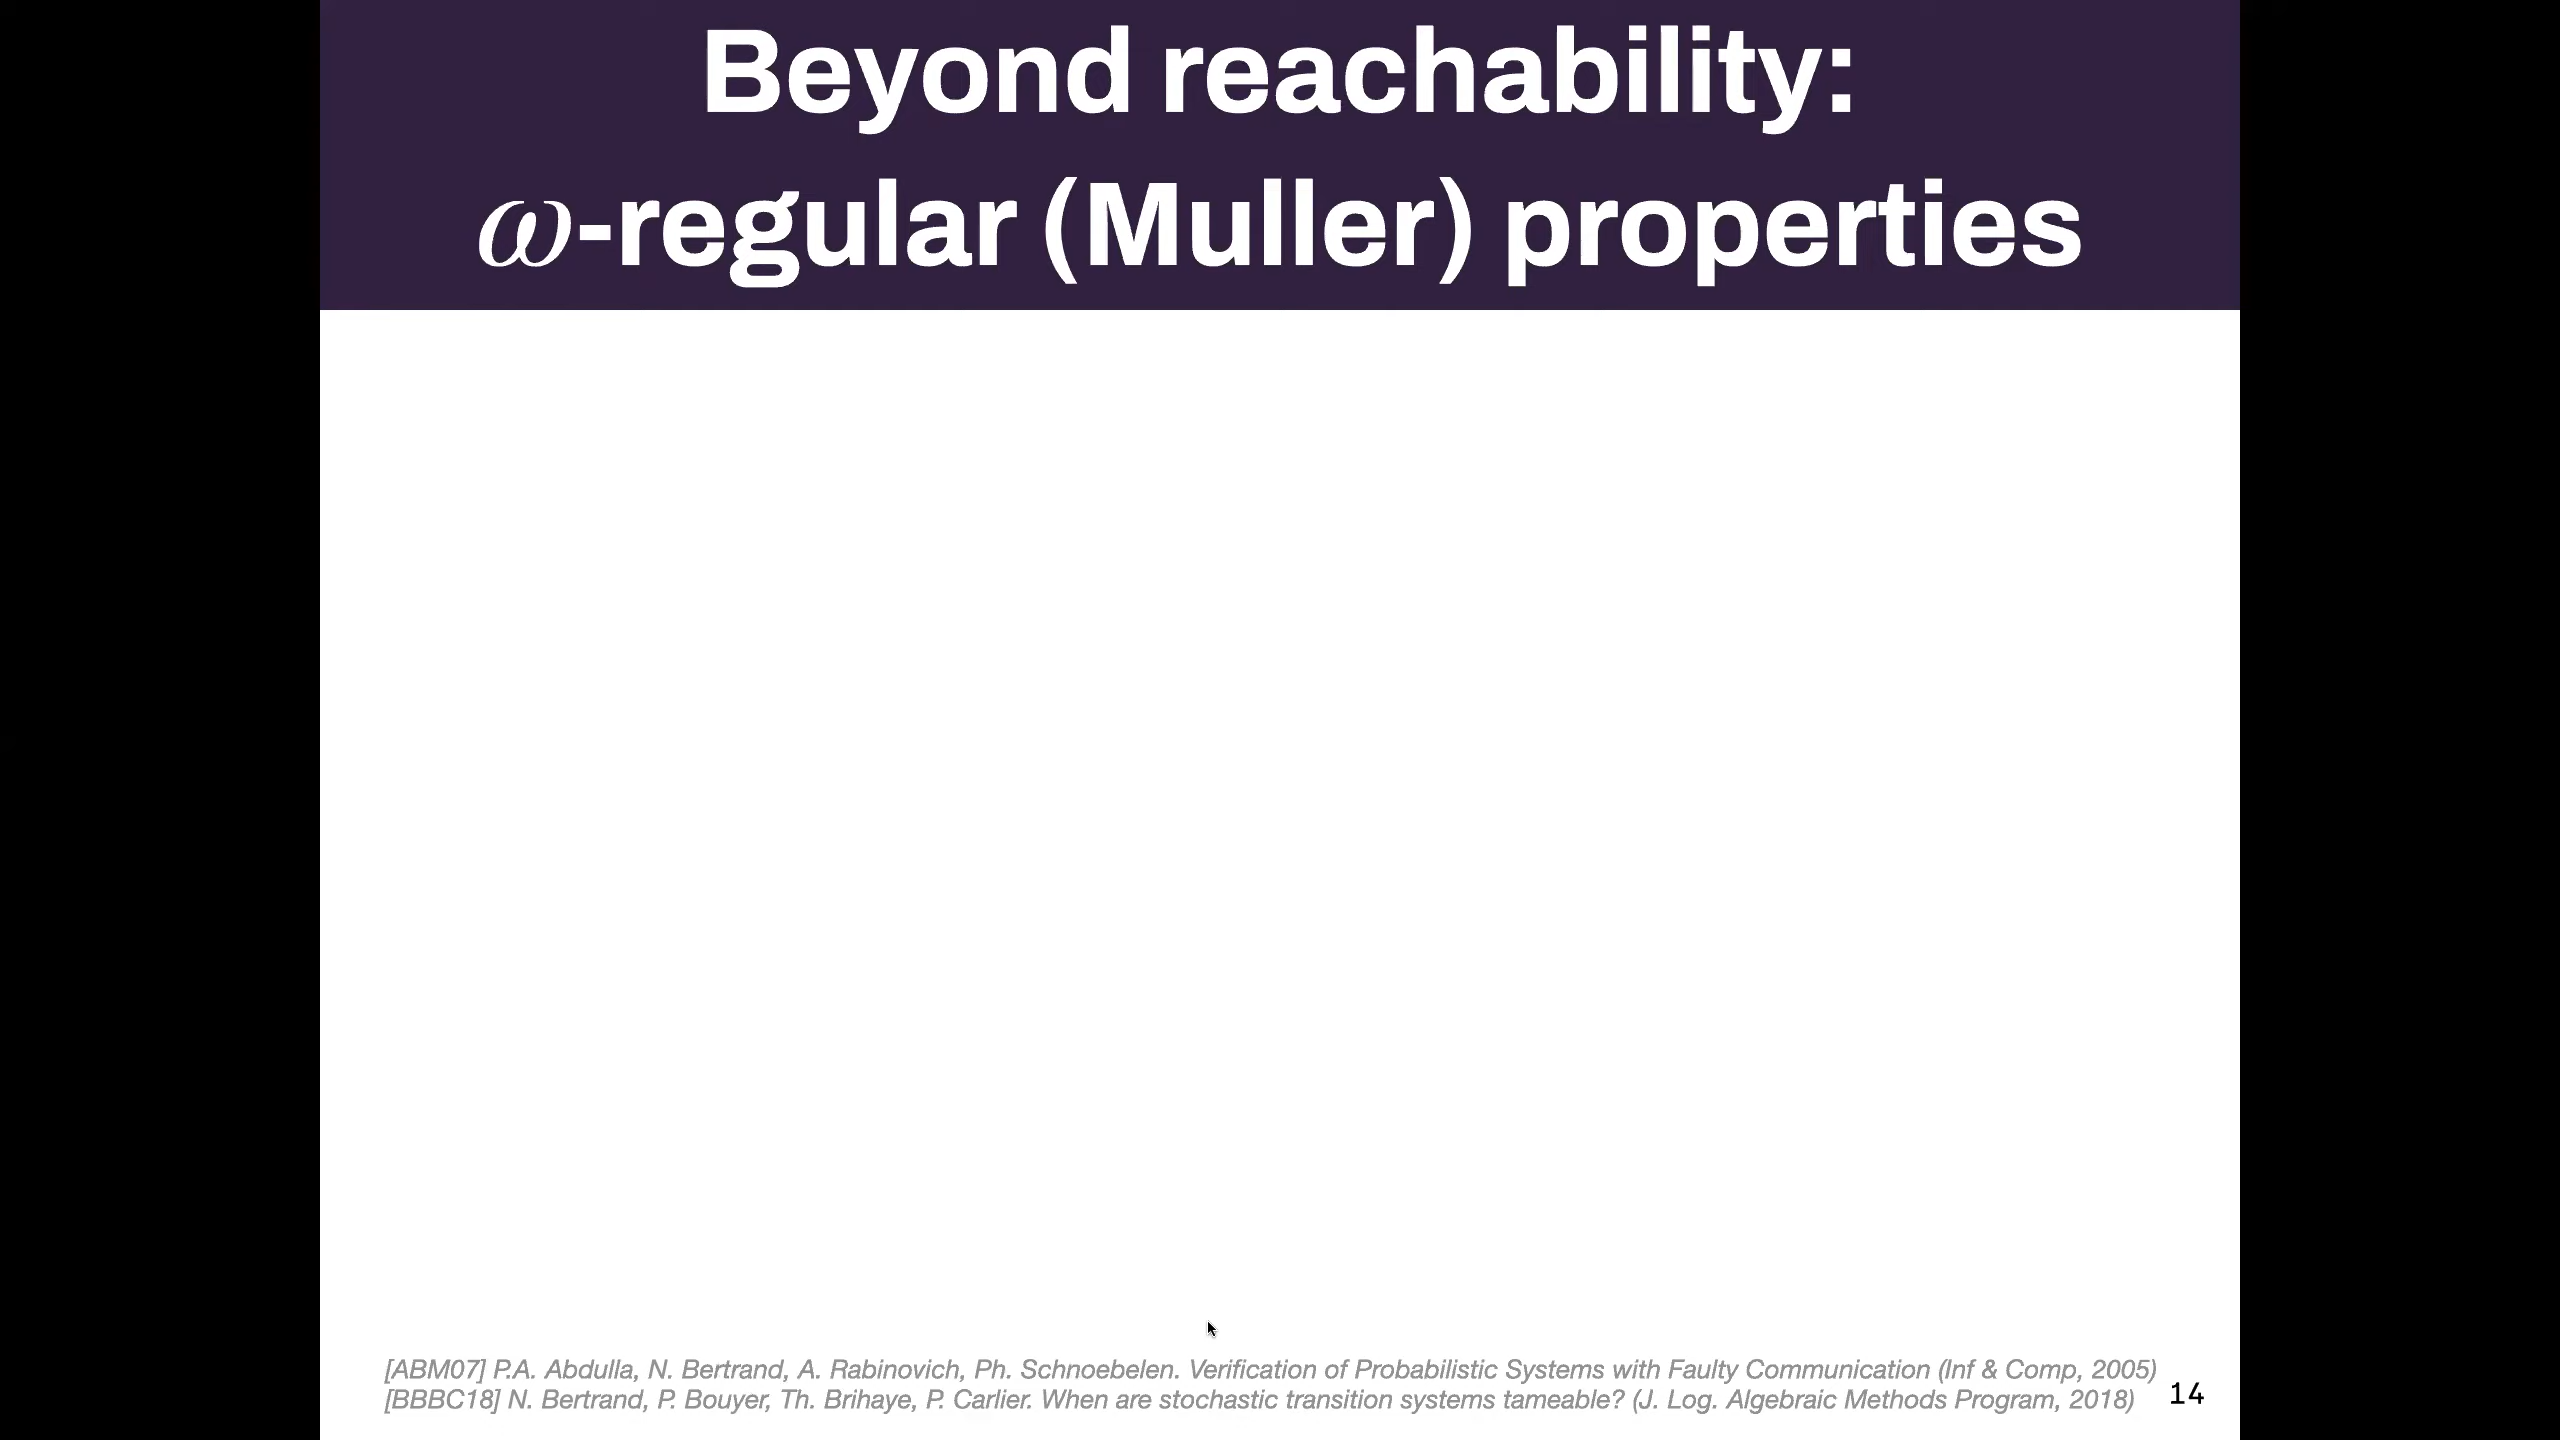 Beyond reachability:
ω-regular (Muller) properties
[ABM07] P.A. Abdulla, N. Bertrand, A. Rabinovich, Ph. Schnoebelen. Verification of Probabilistic Systems with Faulty Communication (Inf & Comp, 2005)
[BBBC18] N. Bertrand, P. Bouyer, Th. Brihaye, P. Carlier. When are stochastic transition systems tameable? (J. Log. Algebraic Methods Program, 2018)
14